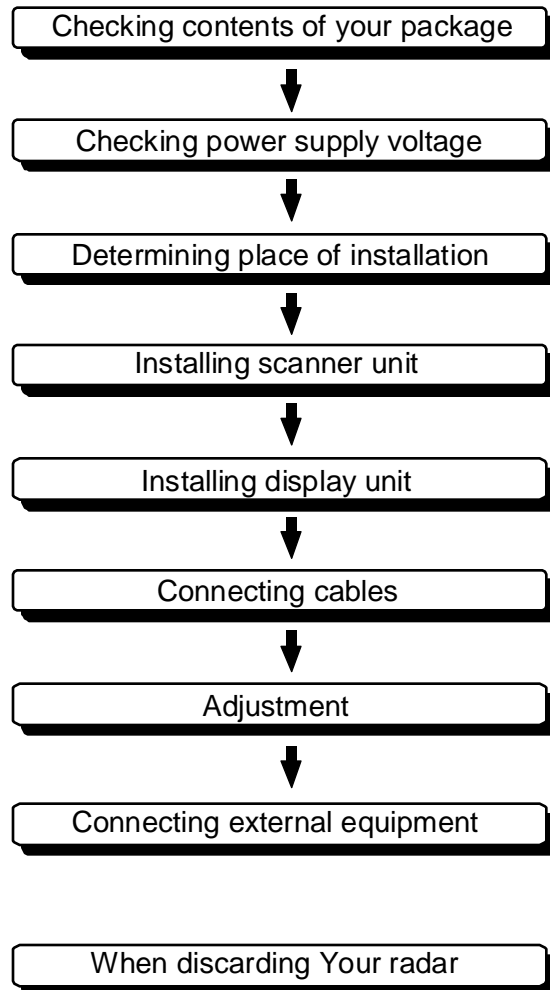 Checking contents of your package
Checking power supply voltage
Determining place of installation
Installing scanner unit
Installing display unit
Connecting cables
Adjustment
Connecting external equipment
When discarding Your radar